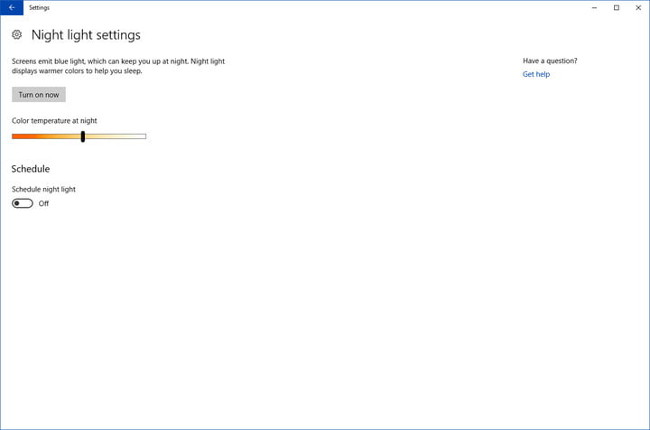 Settings
Night light settings
Screens emit blue light, which can keep you up at night. Night light
displays warmer colors to help you sleep.
Have a question?
Get help
Turn on now
Color temperature at night
Schedule
Schedule night light
Off